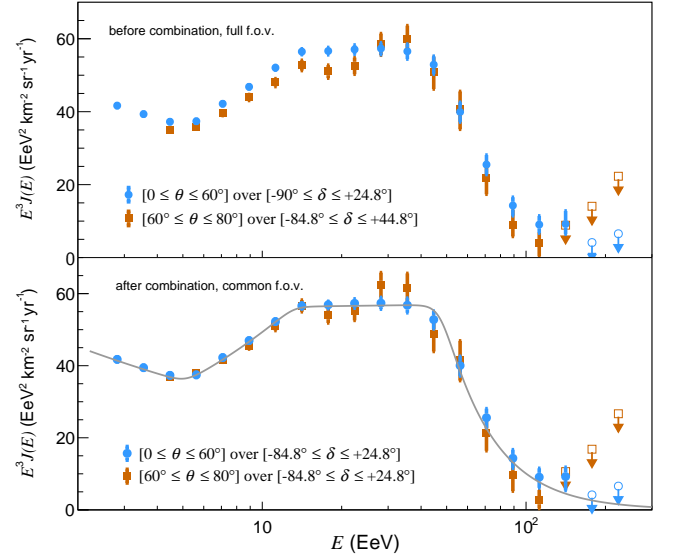 before combination, full f.o.v.
60
40
20
0
E³J(E) (EeV² km⁻² sr⁻¹ yr⁻¹)
[0 ≤ θ ≤ 60°] over [-90° ≤ δ ≤ +24.8°]
[60° ≤ θ ≤ 80°] over [-84.8° ≤ δ ≤ +44.8°]
after combination, common f.o.v.
60
40
20
0
E³J(E) (EeV² km⁻² sr⁻¹ yr⁻¹)
[0 ≤ θ ≤ 60°] over [-84.8° ≤ δ ≤ +24.8°]
[60° ≤ θ ≤ 80°] over [-84.8° ≤ δ ≤ +24.8°]
10 10²
E (EeV)